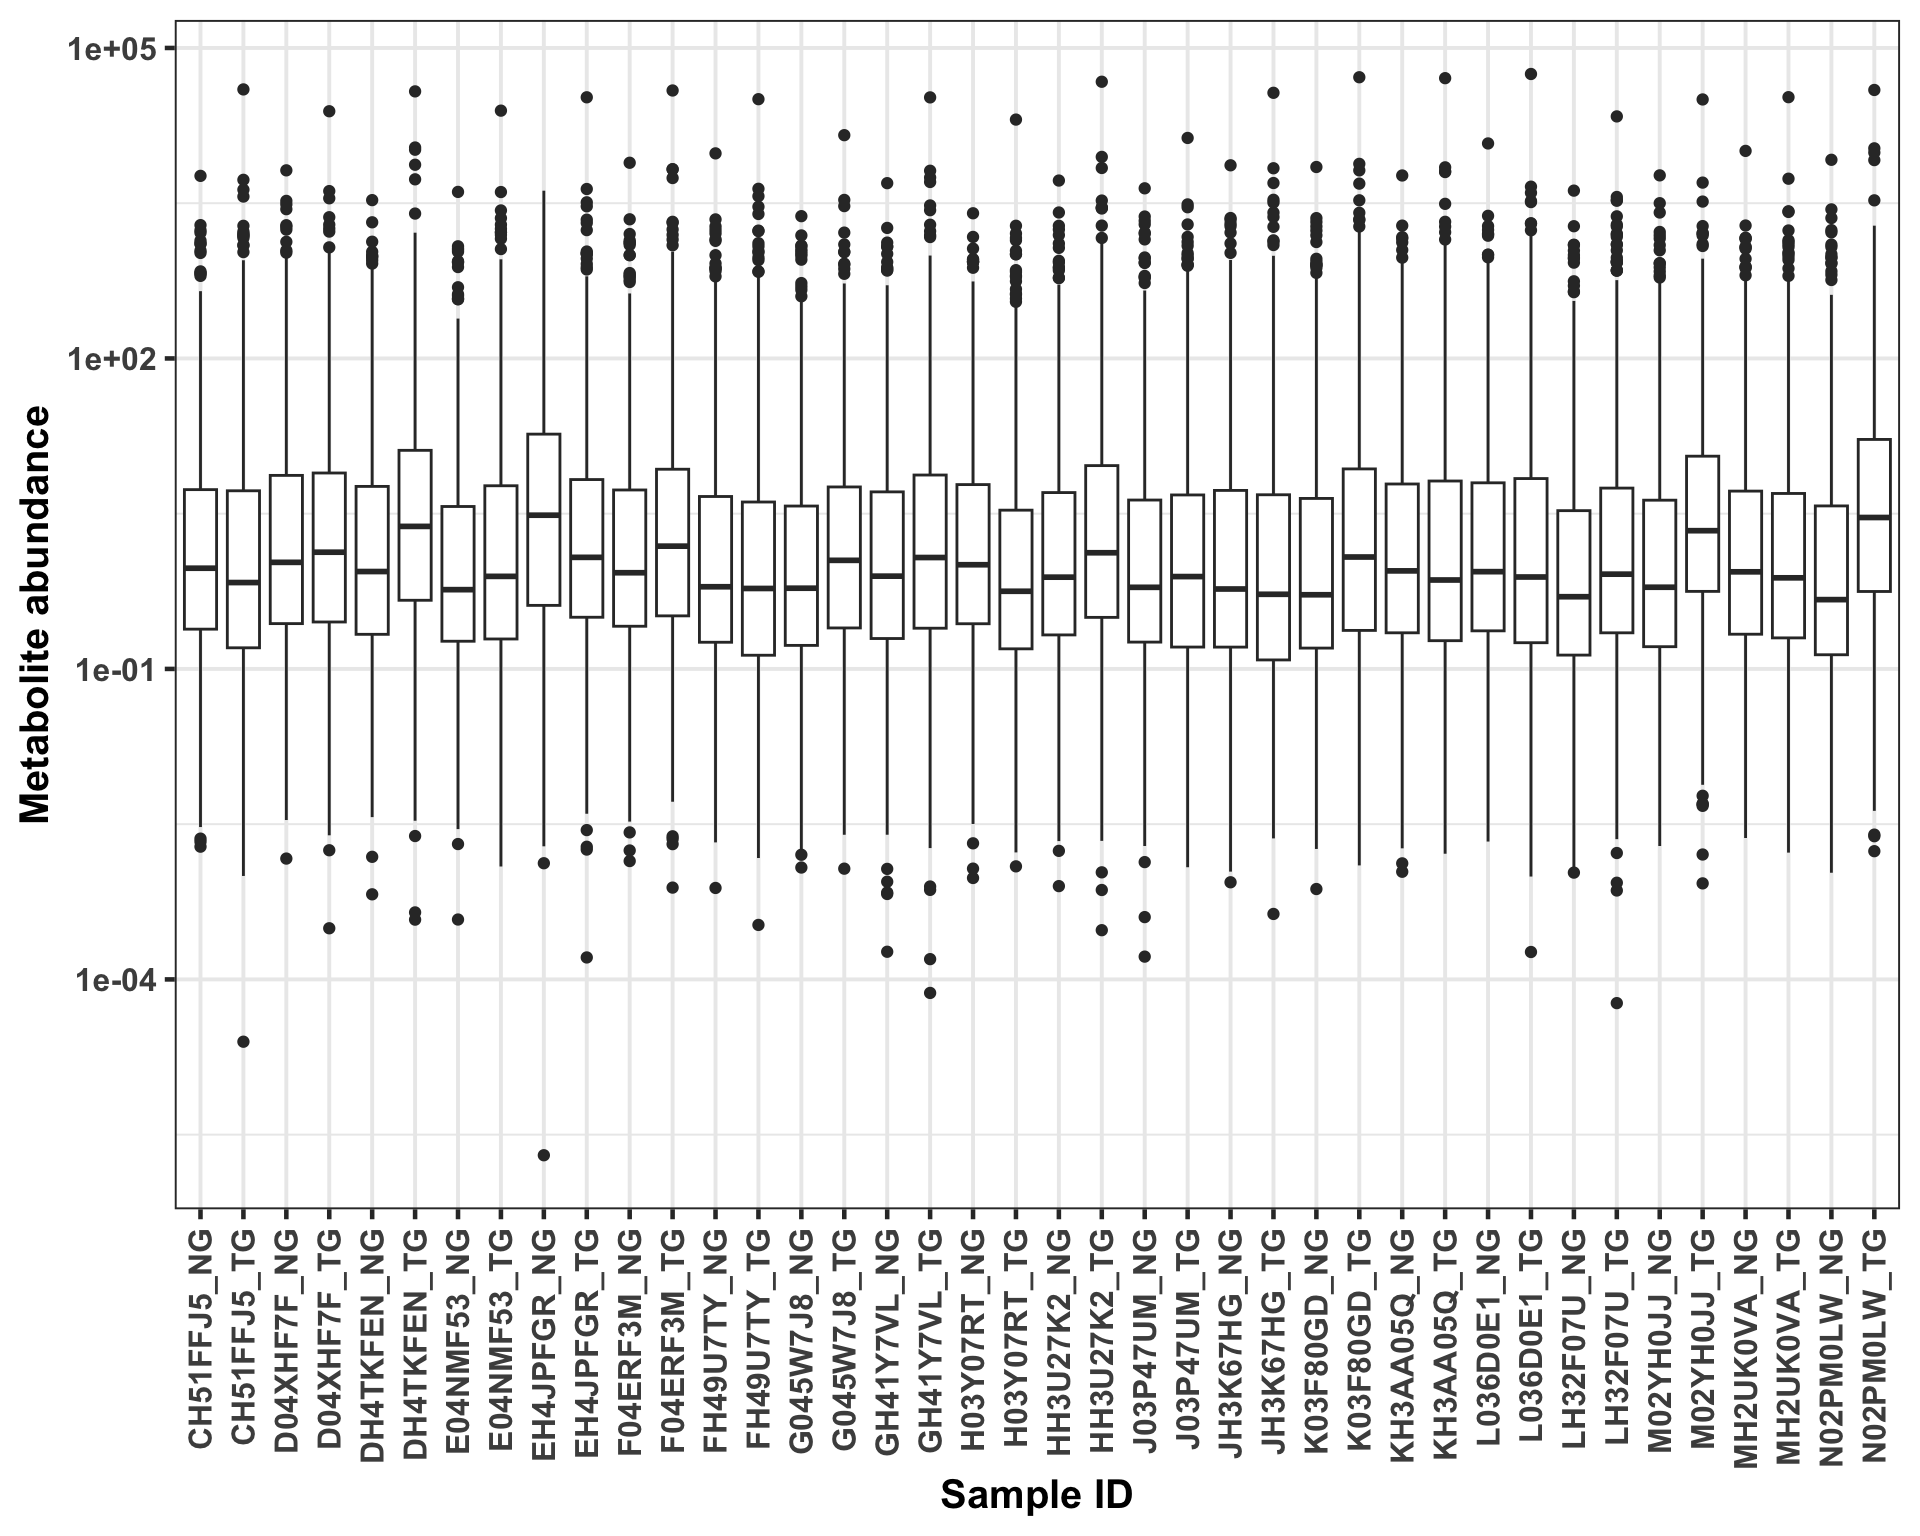 1e+05
1e+02
1e-01
1e-04
Metabolite abundance
CH51FFJ5_NG
CH51FFJ5_TG
D04XHF7F_NG
D04XHF7F_TG
DH4TKFEN_NG
DH4TKFEN_TG
E04NMF53_NG
E04NMF53_TG
EH4JPFGR_NG
EH4JPFGR_TG
F04ERF3M_NG
F04ERF3M_TG
FH49U7TY_NG
FH49U7TY_TG
G045W7J8_NG
G045W7J8_TG
GH41Y7VL_NG
GH41Y7VL_TG
H03Y07RT_NG
H03Y07RT_TG
HH3U27K2_NG
HH3U27K2_TG
J03P47UM_NG
J03P47UM_TG
JH3K67HG_NG
JH3K67HG_TG
K03F80GD_NG
K03F80GD_TG
KH3AA05Q_NG
KH3AA05Q_TG
L036D0E1_NG
L036D0E1_TG
LH32F07U_NG
LH32F07U_TG
M02YH0JJ_NG
M02YH0JJ_TG
MH2UK0VA_NG
MH2UK0VA_TG
N02PM0LW_NG
N02PM0LW_TG
Sample ID